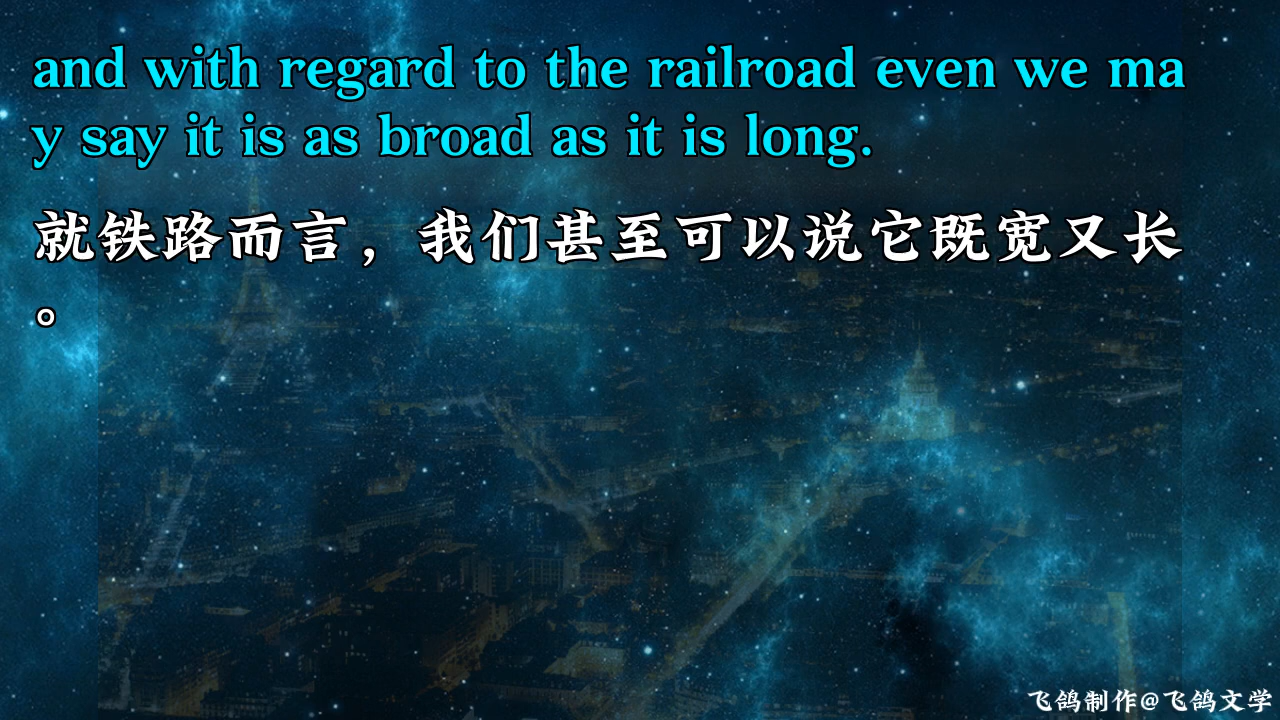 and with regard to the railroad even we ma
y say it is as broad as it is long.
就铁路而言，我们甚至可以说它既宽又长
。
飞鸽制作@飞鸽文学